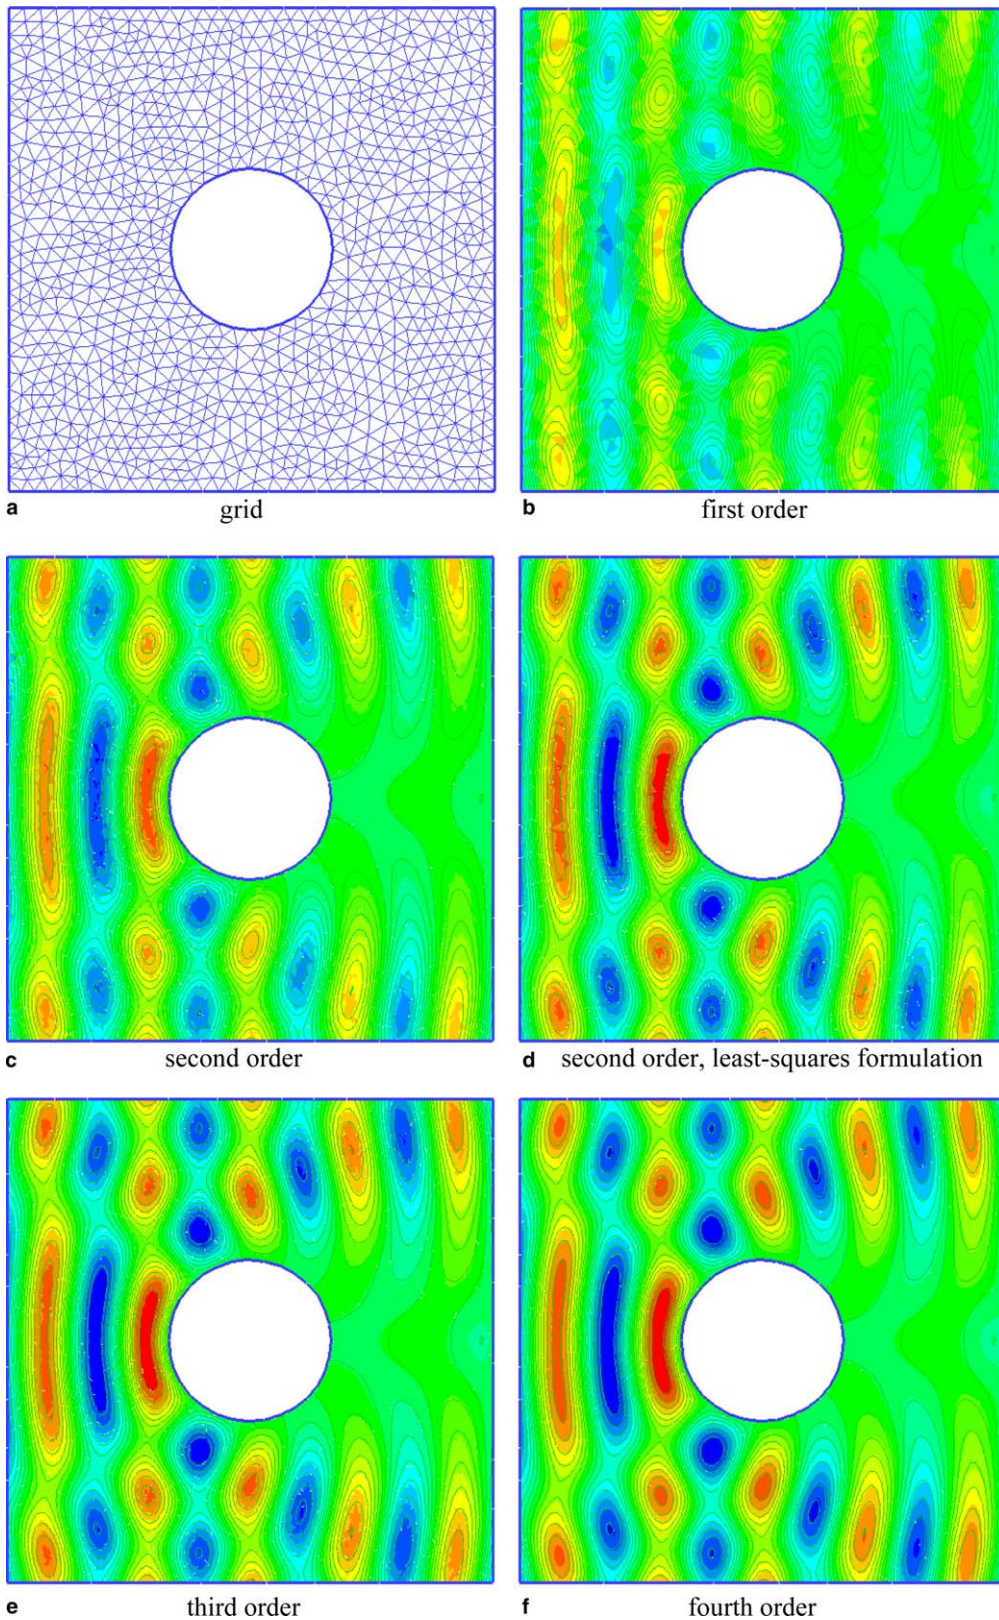 a grid
b first order
c second order
d second order, least-squares formulation
e third order
f fourth order